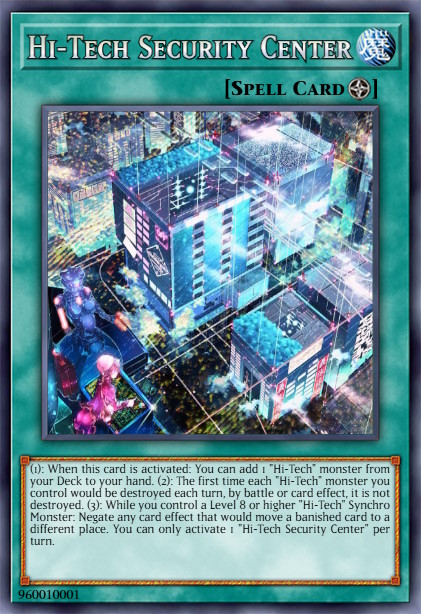 Hi-Tech Security Center
[Spell Card]
(1): When this card is activated: You can add 1 "Hi-Tech" monster from
your Deck to your hand. (2): The first time each "Hi-Tech" monster you
control would be destroyed each turn, by battle or card effect, it is not
destroyed. (3): While you control a Level 8 or higher "Hi-Tech" Synchro
Monster: Negate any card effect that would move a banished card to a
different place. You can only activate 1 "Hi-Tech Security Center" per
turn.
960010001